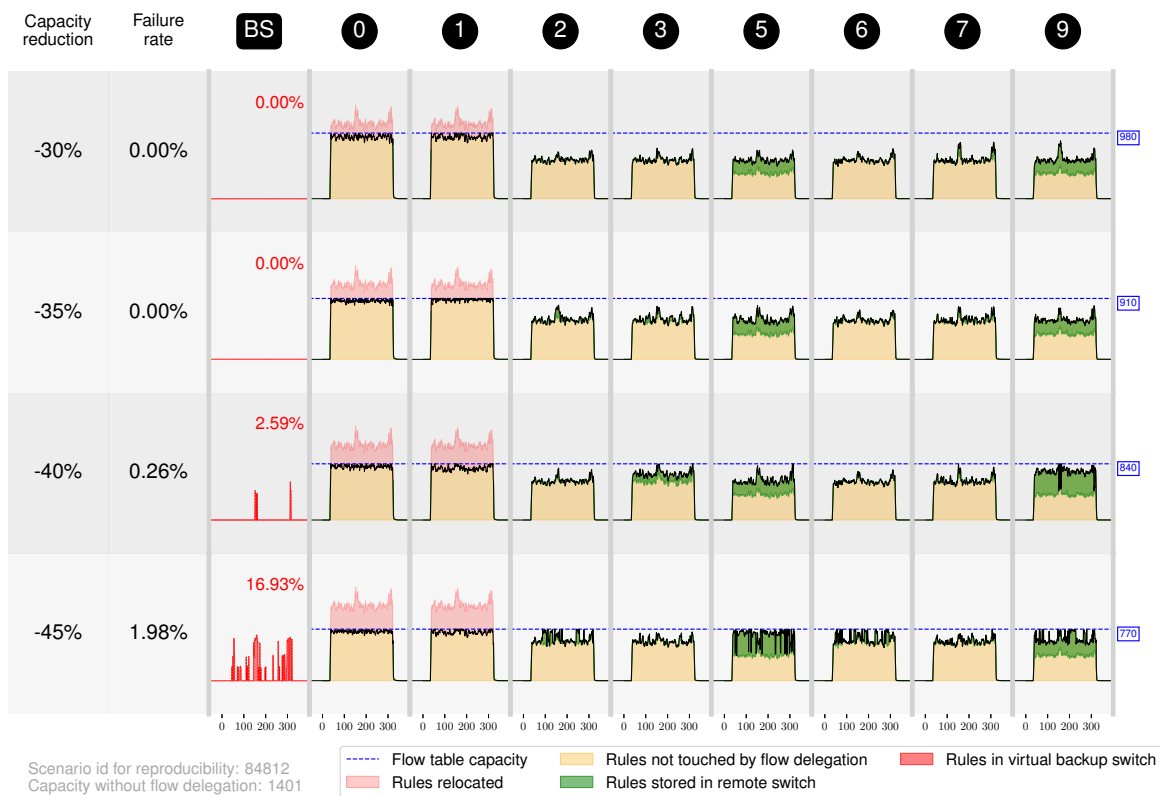 Capacity reduction
Failure rate
BS 0 1 2 3 5 6 7 9
-30% 0.00% 0.00% 980
-35% 0.00% 0.00% 910
-40% 0.26% 2.59% 840
-45% 1.98% 16.93% 770
0 100 200 300 0 100 200 300 0 100 200 300 0 100 200 300 0 100 200 300 0 100 200 300 0 100 200 300 0 100 200 300 0 100 200 300
Flow table capacity
Rules not touched by flow delegation
Rules in virtual backup switch
Rules relocated
Rules stored in remote switch
Scenario id for reproducibility: 84812
Capacity without flow delegation: 1401